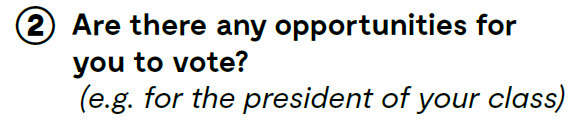 ② Are there any opportunities for
you to vote?
(e.g. for the president of your class)